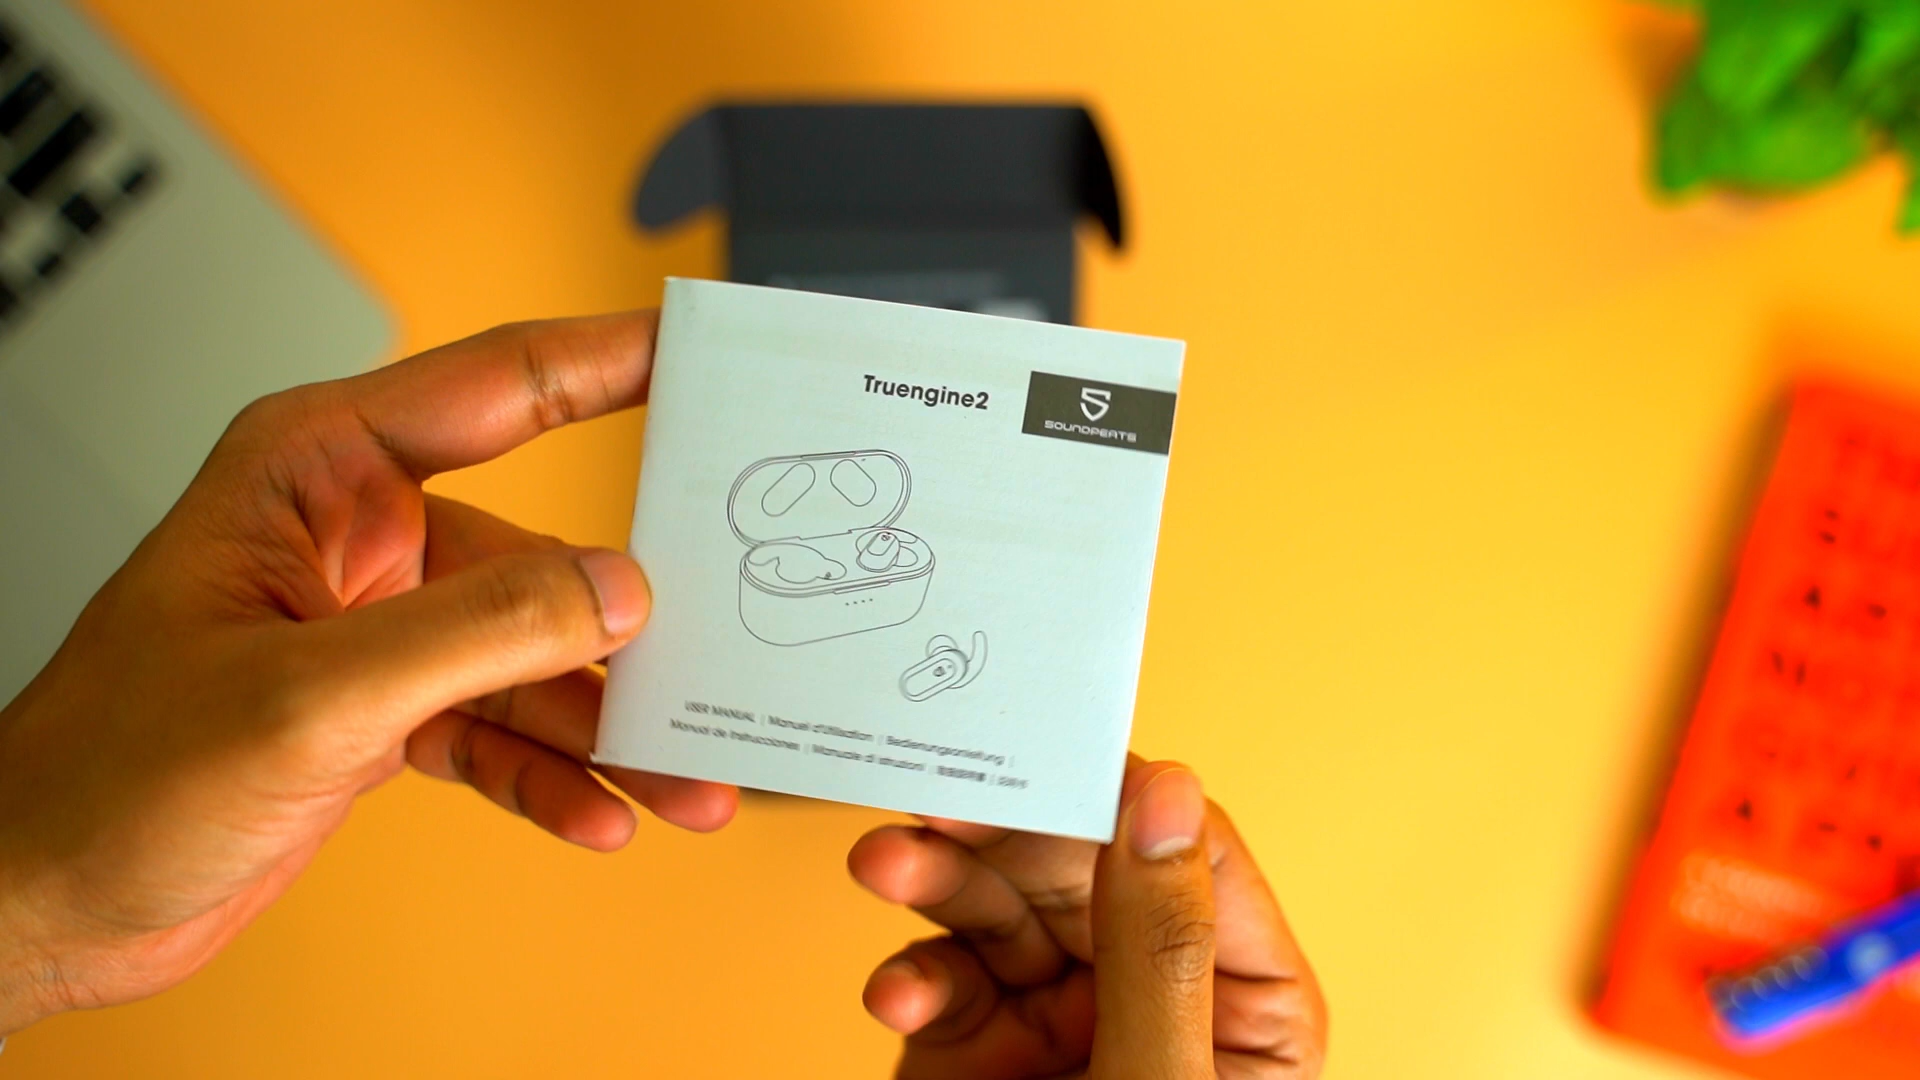 Truengine2
SOUNDPEATS
USER MANUAL | Manuel d'Utilisation | Bedienungsanleitung |
Manual de Instrucciones | Manuale di Istruzioni |